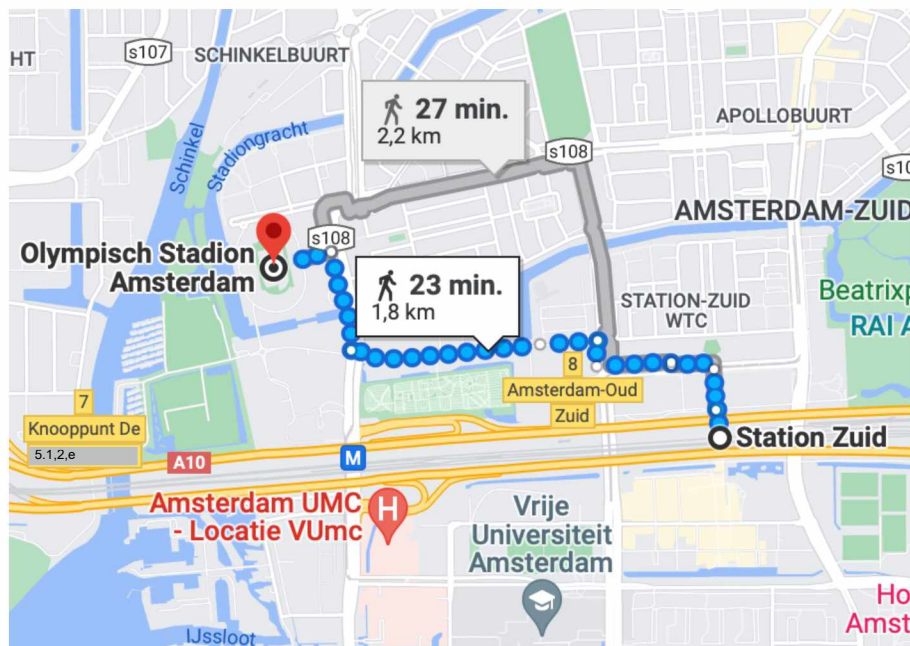 HT
s107
SCHINKELBUURT
27 min.
2,2 km
APOLLOBUURT
s108
Schinkel
Stadiongracht
AMSTERDAM-ZUID
Olympisch Stadion
Amsterdam
s108
23 min.
1,8 km
STATION-ZUID
WTC
Beatrixp
RAI A
8
Amsterdam-Oud
Zuid
7
Knooppunt De
5.1,2,e
A10
M
Station Zuid
Amsterdam UMC
- Locatie VUmc
H
Vrije
Universiteit
Amsterdam
Ho
Amst
IJssloot